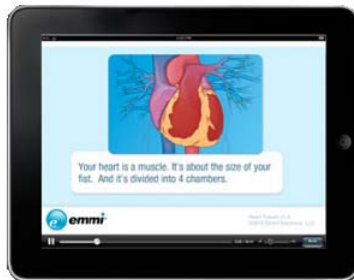 Your heart is a muscle. It's about the size of your
fist. And it's divided into 4 chambers.
emmi